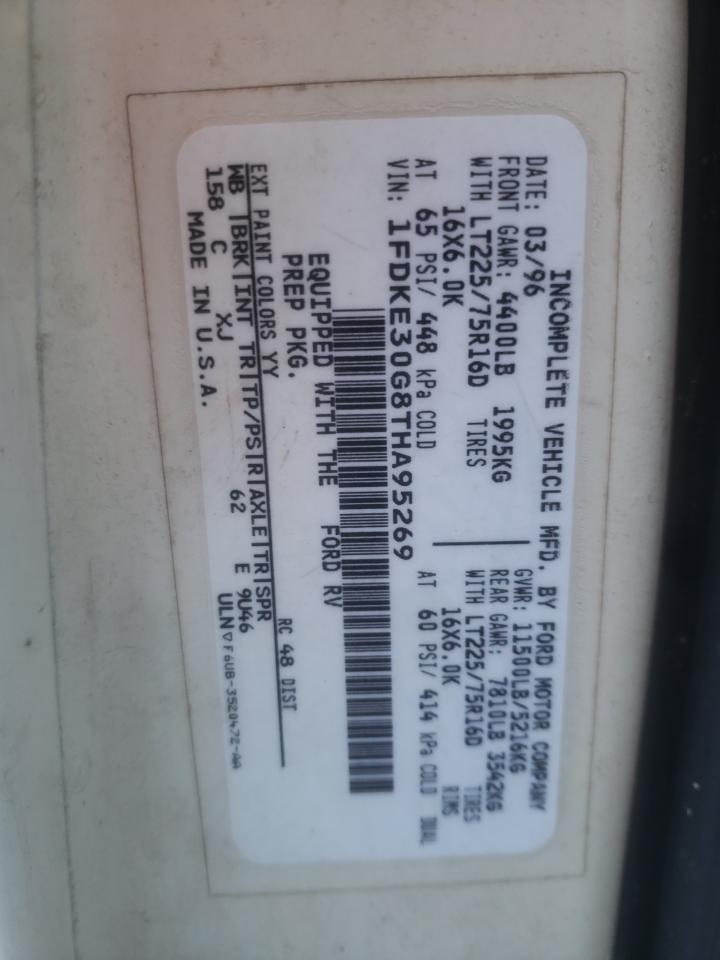 INCOMPLETE VEHICLE MFD. BY FORD MOTOR COMPANY
DATE: 03/96 GVWR: 11500LB/5216KG
FRONT GAWR: 4400LB 1995KG REAR GAWR: 7810LB 3542KG
WITH LT225/75R16D TIRES WITH LT225/75R16D TIRES
16X6.0K 16X6.0K RIMS
AT 65 PSI/ 448 kPa COLD AT 60 PSI/ 414 kPa COLD DUAL
VIN: 1FDKE30G8THA95269
EQUIPPED WITH THE FORD RV
PREP PKG.
EXT PAINT COLORS YY RC 48 DIST
WB |BRK|INT TR|TP/PS|R|AXLE|TR|SPR
158 C XJ 62 E 9U46
MADE IN U.S.A. ULN ▽ F6UB-3520472-AA